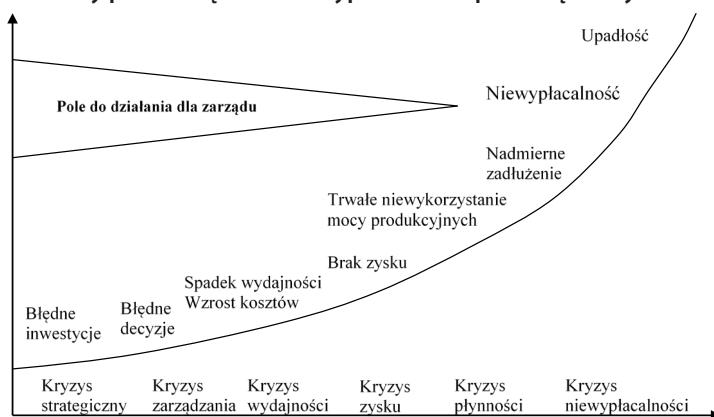 Upadłość
Niewypłacalność
Pole do działania dla zarządu
Nadmierne
zadłużenie
Trwałe niewykorzystanie
mocy produkcyjnych
Brak zysku
Spadek wydajności
Wzrost kosztów
Błędne
decyzje
Błędne
inwestycje
Kryzys
strategiczny
Kryzys
zarządzania
Kryzys
wydajności
Kryzys
zysku
Kryzys
płynności
Kryzys
niewypłacalności